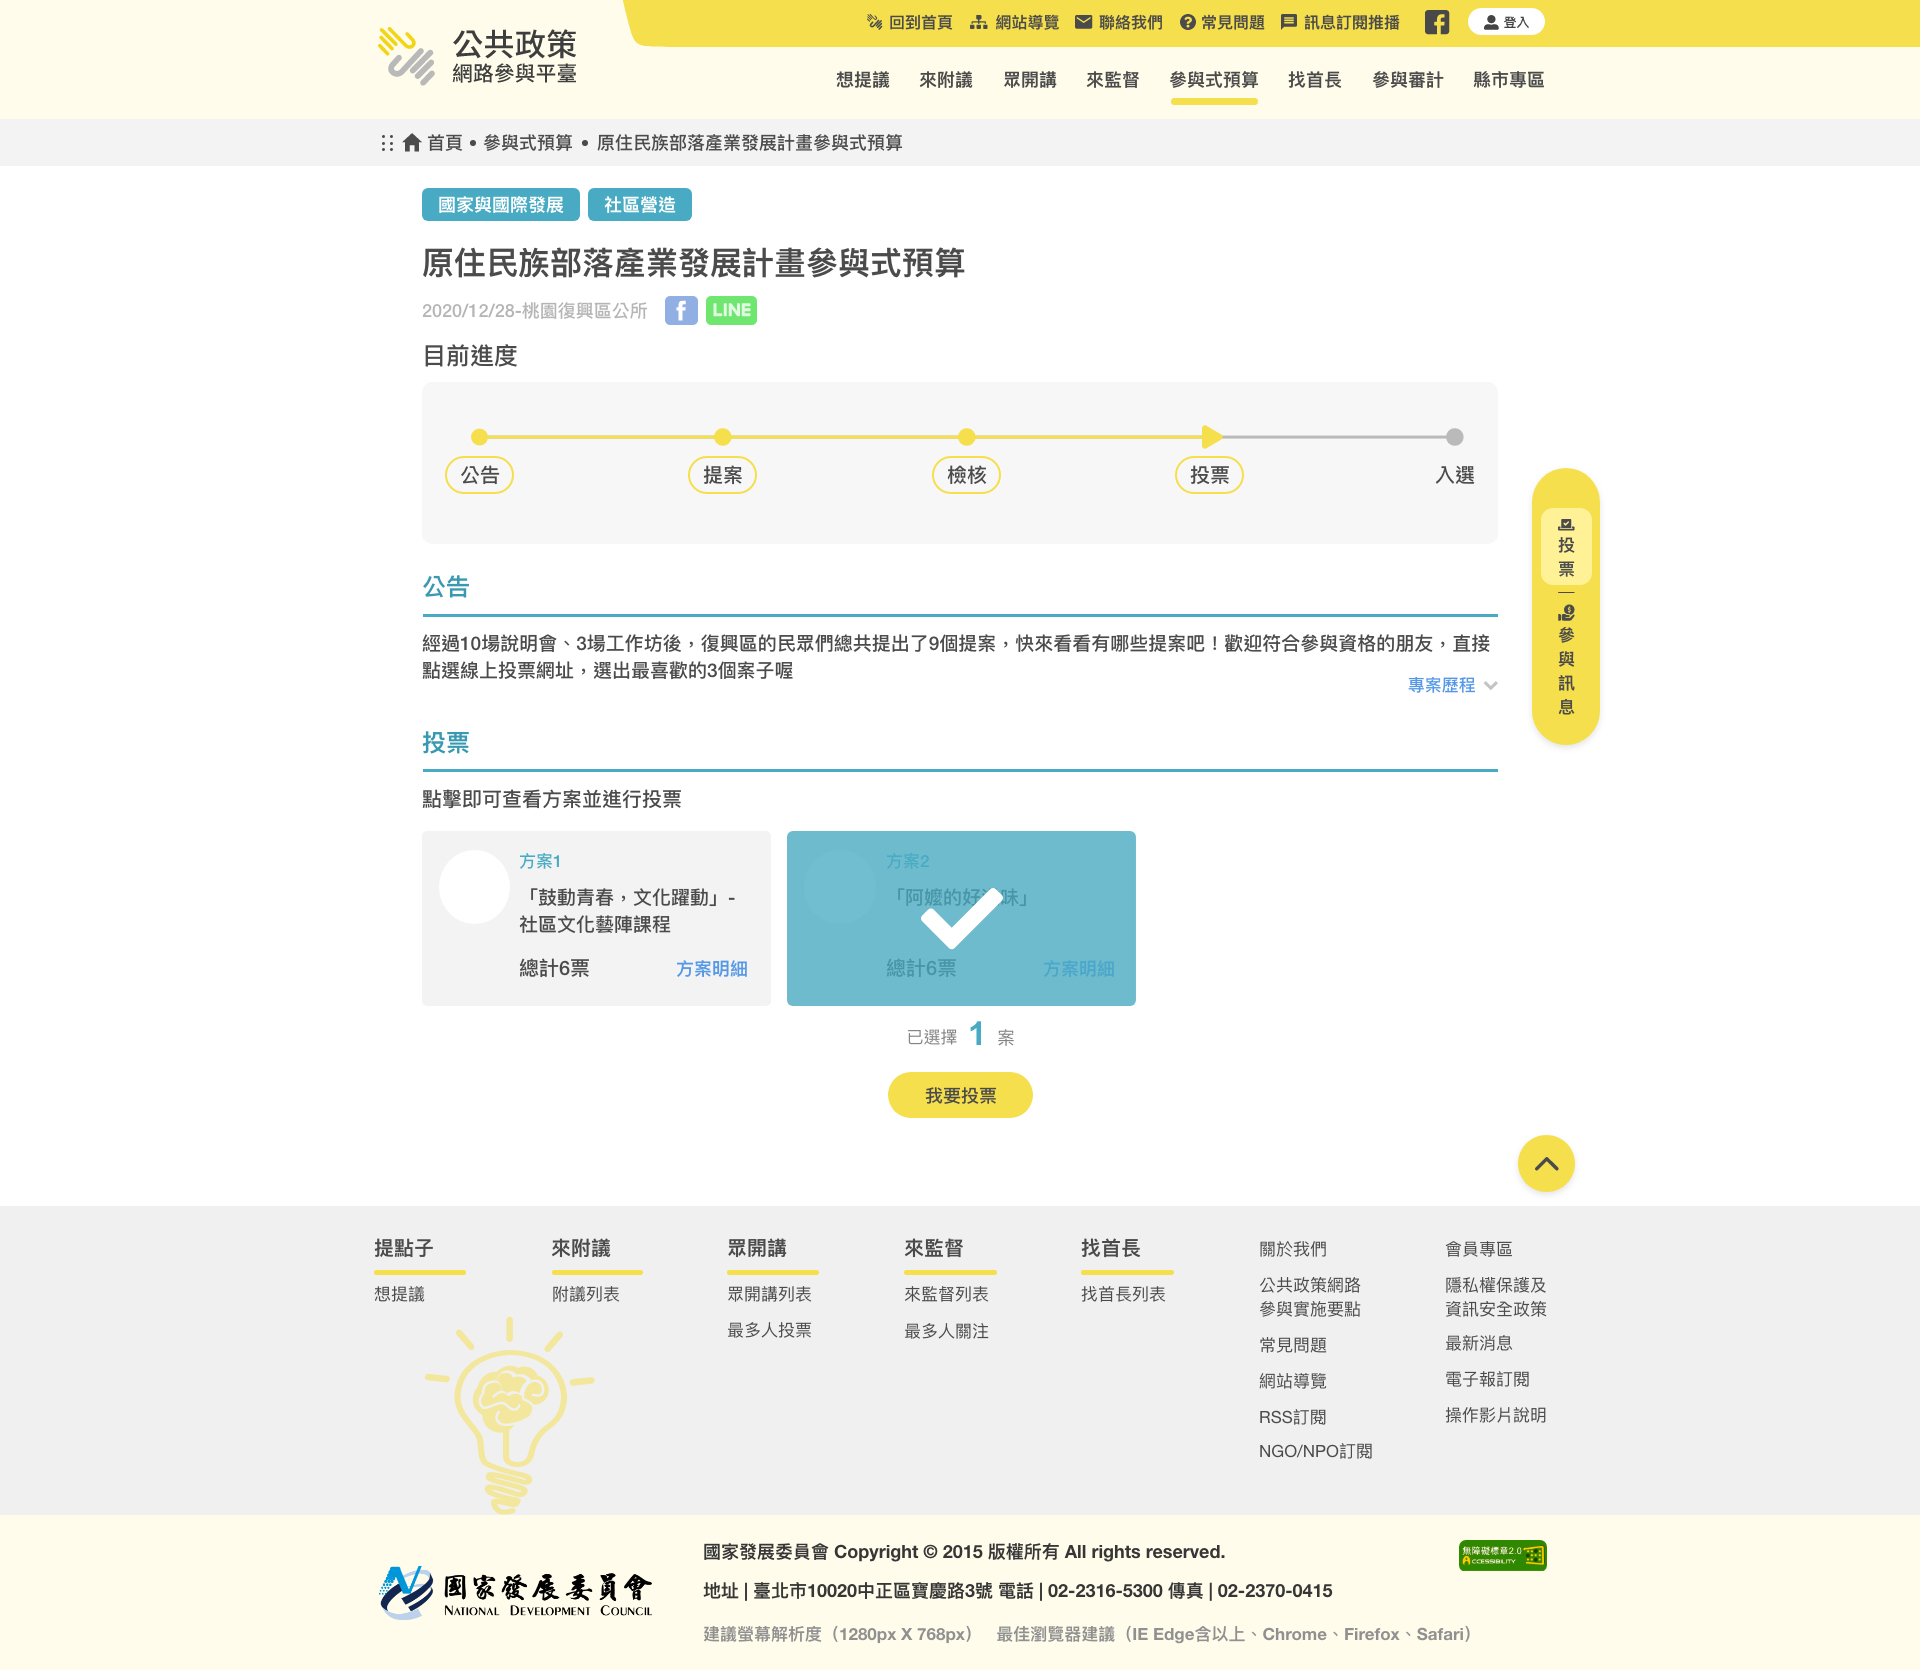 公共政策
網路參與平臺
回到首頁 網站導覽 聯絡我們 常見問題 訊息訂閱推播 登入
想提議 來附議 眾開講 來監督 參與式預算 找首長 參與審計 縣市專區
首頁 • 參與式預算 • 原住民族部落產業發展計畫參與式預算
國家與國際發展 社區營造
原住民族部落產業發展計畫參與式預算
2020/12/28-桃園復興區公所 f LINE
目前進度
公告 提案 檢核 投票 入選
投票
參與訊息
公告
經過10場說明會、3場工作坊後，復興區的民眾們總共提出了9個提案，快來看看有哪些提案吧！歡迎符合參與資格的朋友，直接
點選線上投票網址，選出最喜歡的3個案子喔
專案歷程
投票
點擊即可查看方案並進行投票
方案1
「鼓動青春，文化躍動」-
社區文化藝陣課程
總計6票 方案明細
方案2
「阿嬤的好 味」
總計6票 方案明細
已選擇 1 案
我要投票
提點子 來附議 眾開講 來監督 找首長
想提議 附議列表 眾開講列表 來監督列表 找首長列表
最多人投票 最多人關注
關於我們
公共政策網路
參與實施要點
常見問題
網站導覽
RSS訂閱
NGO/NPO訂閱
會員專區
隱私權保護及
資訊安全政策
最新消息
電子報訂閱
操作影片說明
國家發展委員會
NATIONAL DEVELOPMENT COUNCIL
國家發展委員會 Copyright © 2015 版權所有 All rights reserved.
地址 | 臺北市10020中正區寶慶路3號 電話 | 02-2316-5300 傳真 | 02-2370-0415
建議螢幕解析度（1280px X 768px） 最佳瀏覽器建議（IE Edge含以上、Chrome、Firefox、Safari）
無障礙標章2.0
ACCESSIBILITY